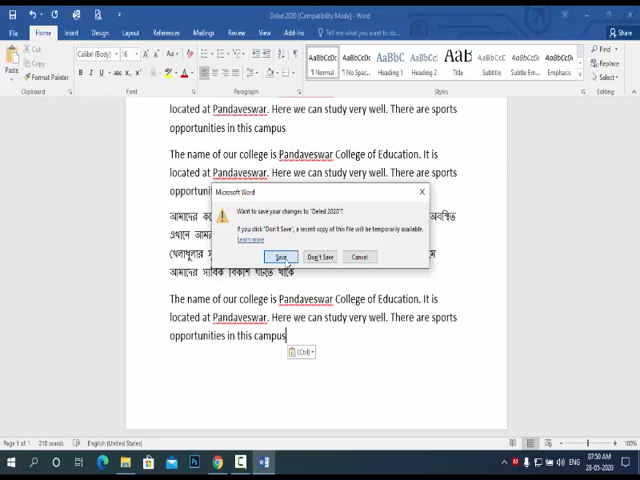 Deled 2020 [Compatibility Mode] - Word
File Home Insert Design Layout References Mailings Review View Add-Ins Tell me what you want to do... Share
Cut
Copy
Format Painter
Paste
Clipboard
Calibri (Body) 16
Font
Paragraph
AaBbCcDc AaBbCcDc AaBbC AaBbCcC AaB AaBbCcD AaBbCcDc AaBbCcDc
¶ Normal ¶ No Spac... Heading 1 Heading 2 Title Subtitle Subtle Em... Emphasis
Styles
Find
Replace
Select
Editing
located at Pandaveswar. Here we can study very well. There are sports
opportunities in this campus
The name of our college is Pandaveswar College of Education. It is
located at Pandaveswar. Here we can study very well. There are sports
Microsoft Word
Want to save your changes to "Deled 2020"?
If you click "Don't Save", a recent copy of this file will be temporarily available.
Learn more
Save Don't Save Cancel
আমাদের
অবস্থিত
এখানে
খেলাধুলার
আমাদের সার্বিক বিকাশ ঘটতে থাকে
The name of our college is Pandaveswar College of Education. It is
located at Pandaveswar. Here we can study very well. There are sports
opportunities in this campus
(Ctrl)
Page 1 of 1 218 words English (United States) 100%
ENG
07:50 AM
28-05-2020